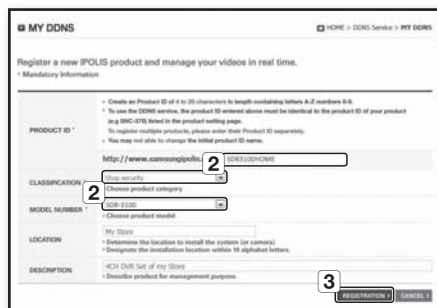 MY DDNS
HOME > DDNS Service > MY DDNS
Register a new IPOLIS product and manage your videos in real time.
Mandatory Information
PRODUCT ID *
Create an Product ID of 4 to 20 characters in length containing letters A-Z numbers 0-9.
To use the DDNS service, the product ID entered above must be identical to the product ID of your product
(e.g SNC-570) listed in the product setting page.
To register multiple products, please enter their Product ID separately.
You may not able to change the initial product ID name.
http://www.samsungipolis. 2 SDR3100HOME
CLASSIFICATION
Shop security
2
Choose product category.
MODEL NUMBER *
SDR-3100
Choose product model.
LOCATION
My Store
Determine the location to install the system (or camera).
Designate the installation location within 10 alphabet letters.
DESCRIPTION
4CH DVR Set of my Store
Describe product for management purpose.
3
REGISTRATION >
CANCEL >